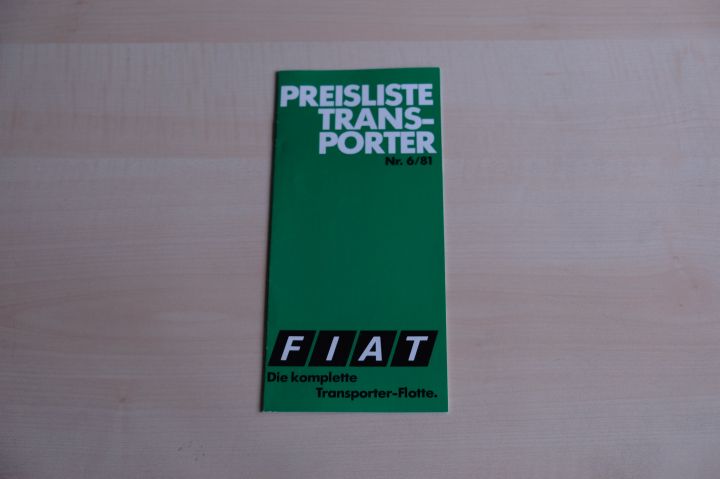 PREISLISTE
TRANS-
PORTER
Nr. 6/81
FIAT
Die komplette
Transporter-Flotte.